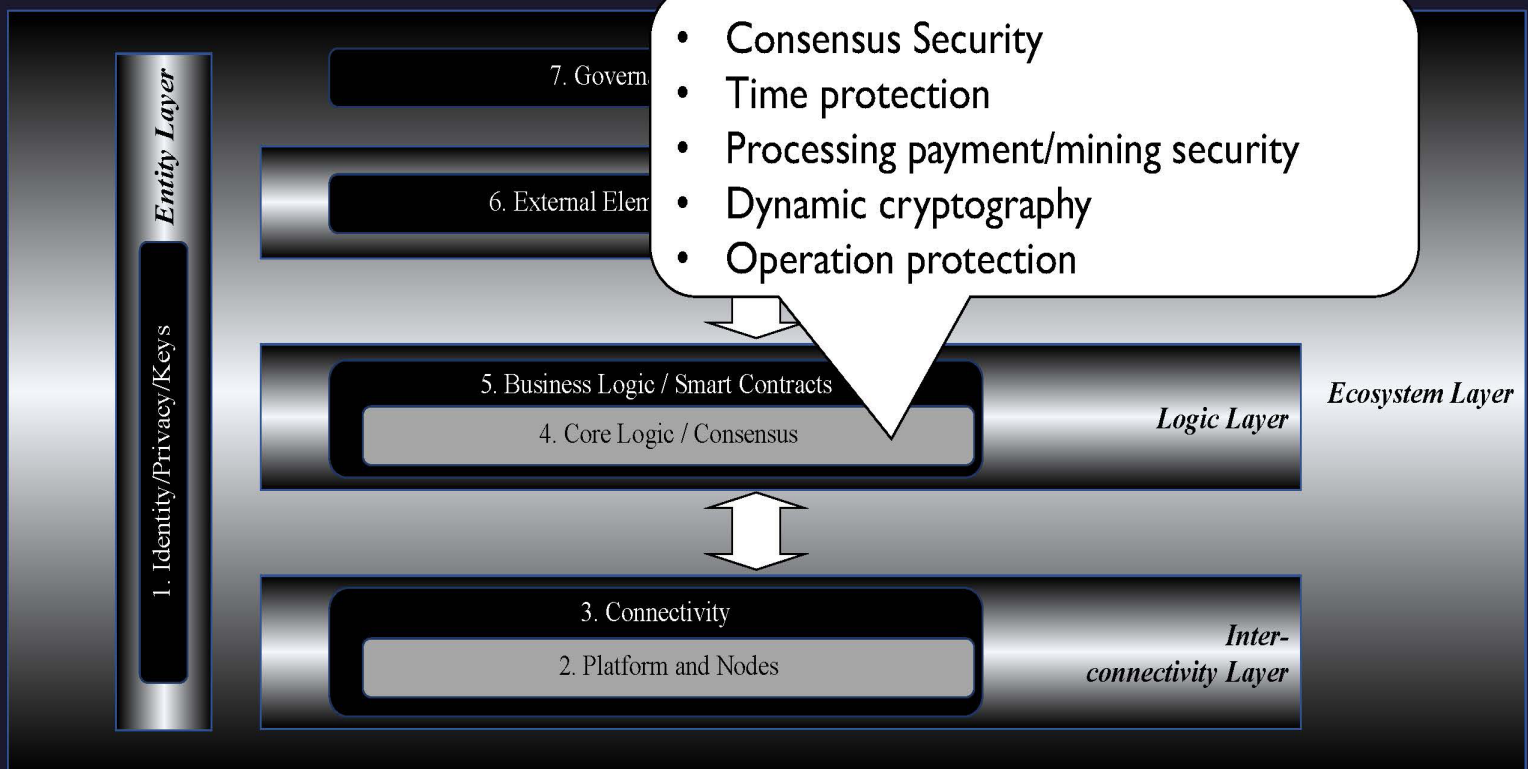 • Consensus Security
• Time protection
• Processing payment/mining security
• Dynamic cryptography
• Operation protection
Entity Layer
1. Identity/Privacy/Keys
7.
6. External
5. Business Logic / Smart Contracts
4. Core Logic / Consensus
Logic Layer
Ecosystem Layer
3. Connectivity
2. Platform and Nodes
Inter-
connectivity Layer